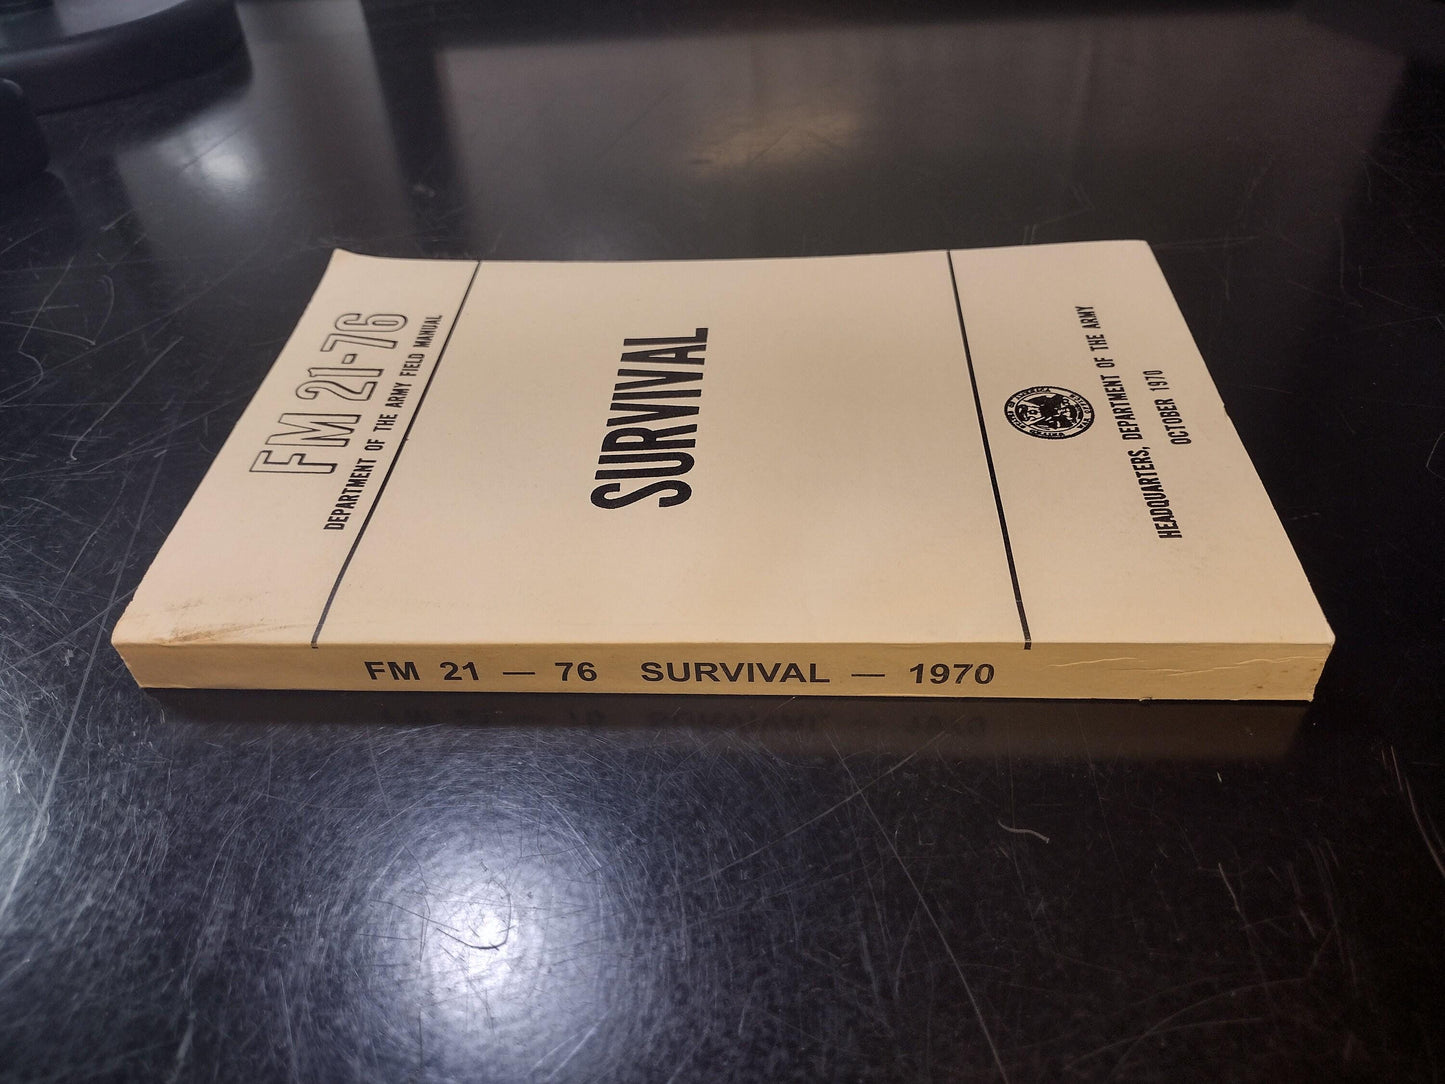 FM 21-76
DEPARTMENT OF THE ARMY FIELD MANUAL
SURVIVAL
HEADQUARTERS, DEPARTMENT OF THE ARMY
OCTOBER 1970
FM 21 — 76 SURVIVAL — 1970